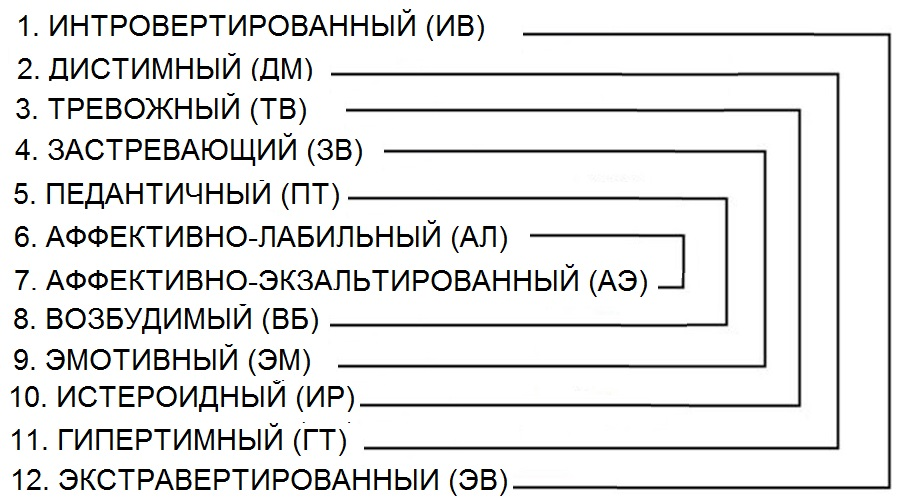 1. ИНТРОВЕРТИРОВАННЫЙ (ИВ)
2. ДИСТИМНЫЙ (ДМ)
3. ТРЕВОЖНЫЙ (ТВ)
4. ЗАСТРЕВАЮЩИЙ (ЗВ)
5. ПЕДАНТИЧНЫЙ (ПТ)
6. АФФЕКТИВНО-ЛАБИЛЬНЫЙ (АЛ)
7. АФФЕКТИВНО-ЭКЗАЛЬТИРОВАННЫЙ (АЭ)
8. ВОЗБУДИМЫЙ (ВБ)
9. ЭМОТИВНЫЙ (ЭМ)
10. ИСТЕРОИДНЫЙ (ИР)
11. ГИПЕРТИМНЫЙ (ГТ)
12. ЭКСТРАВЕРТИРОВАННЫЙ (ЭВ)